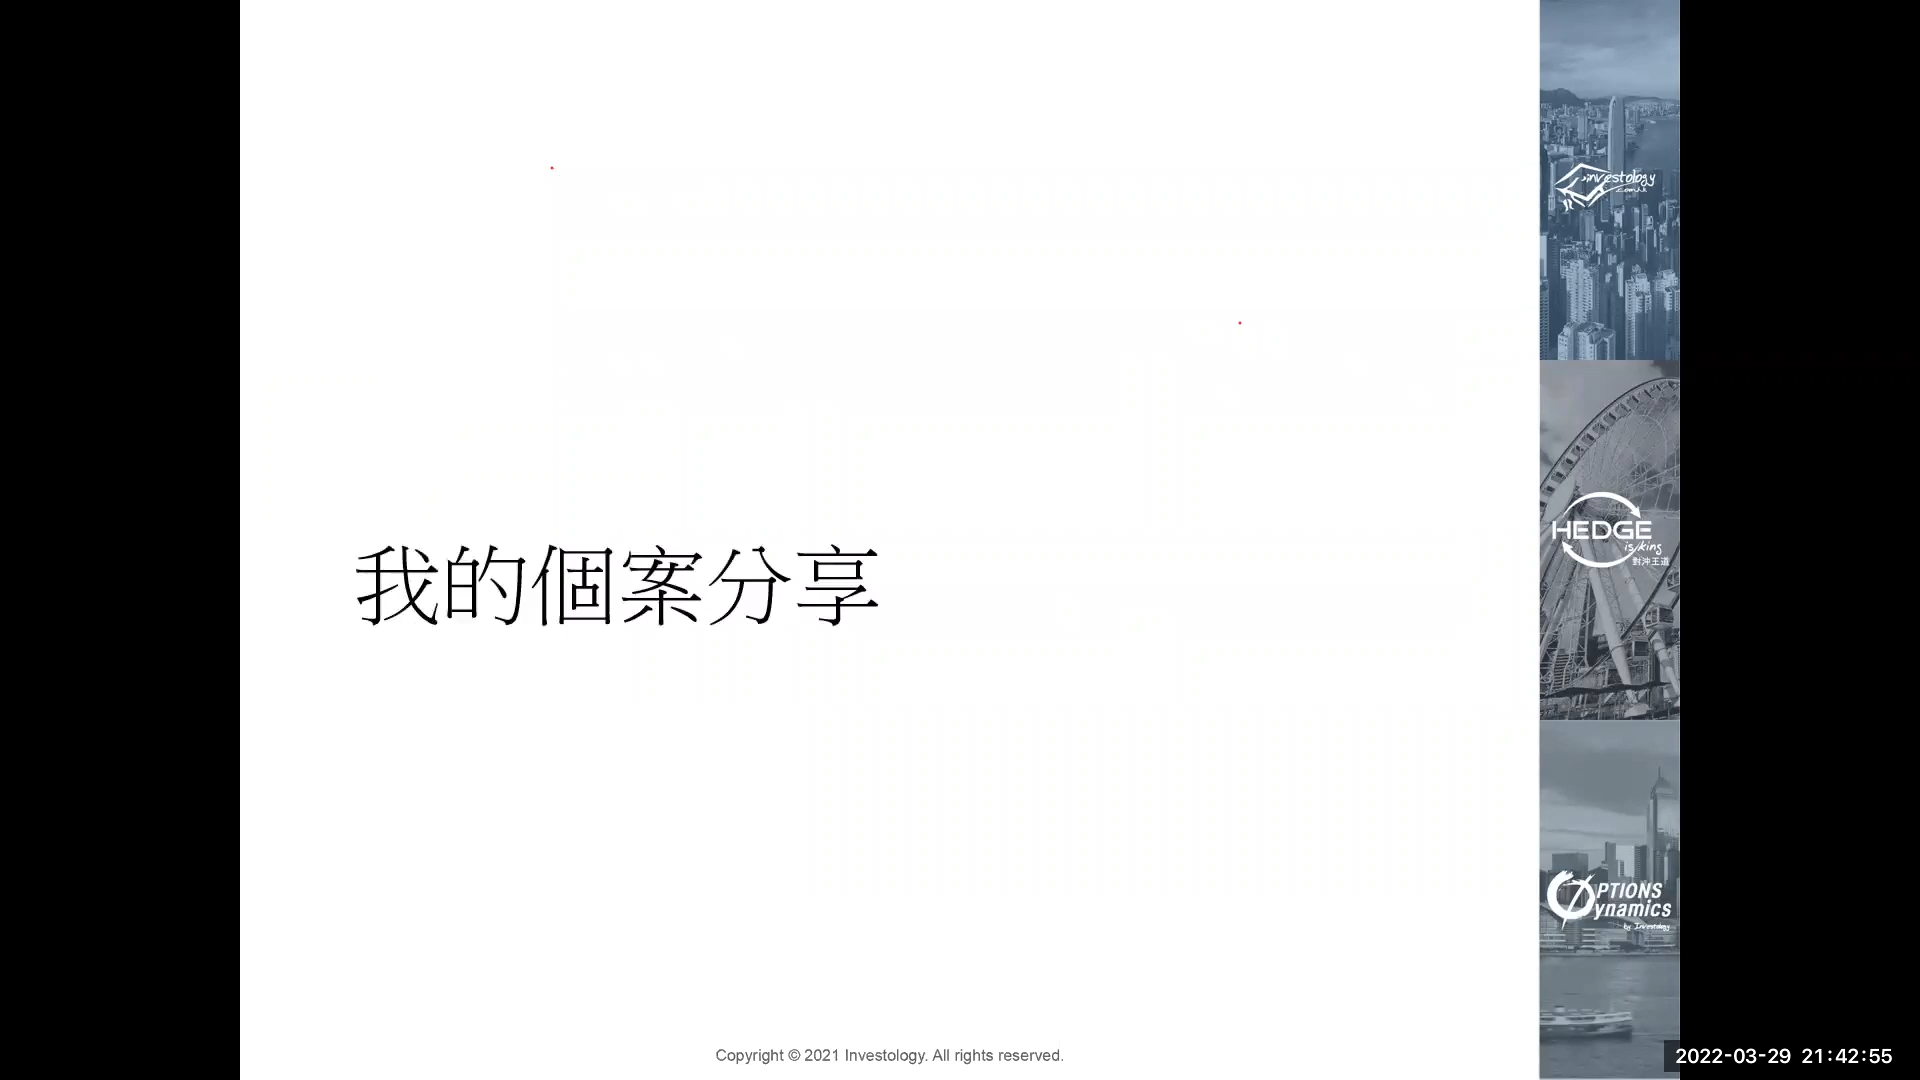 investology
.com.hk
HEDGE
is king
對沖王道
我的個案分享
OPTIONS
Dynamics
by Investology
Copyright © 2021 Investology. All rights reserved.
2022-03-29 21:42:55